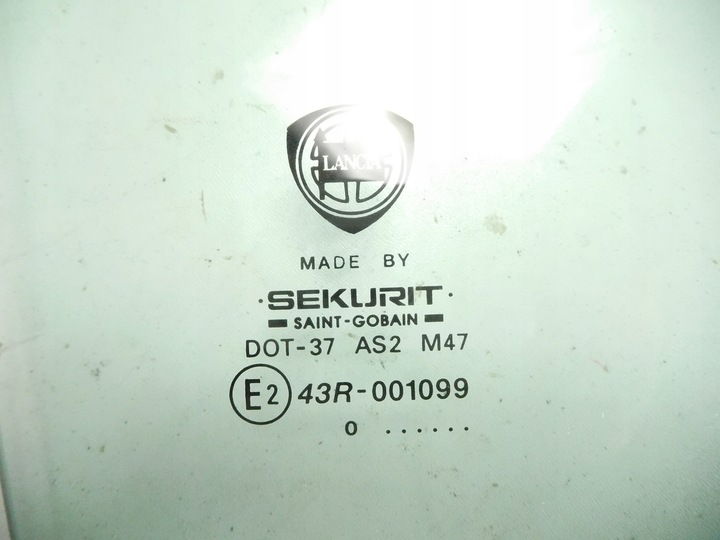 LANCIA
MADE BY
·SEKURIT·
SAINT-GOBAIN
DOT-37 AS2 M47
E2 43R-001099
0 ......